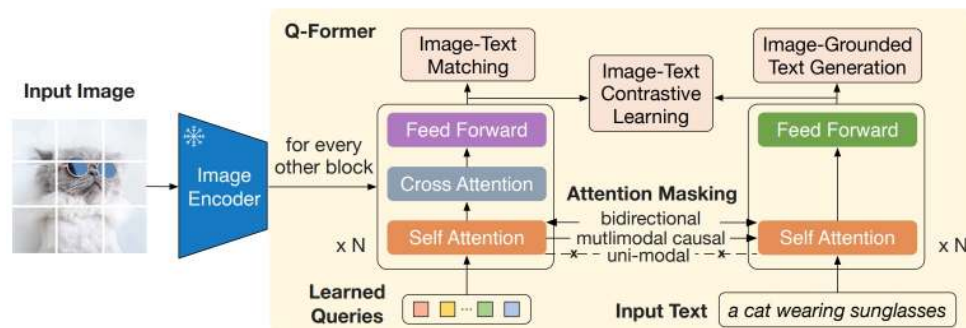 Q-Former
Image-Text
Matching
Image-Text
Contrastive
Learning
Image-Grounded
Text Generation
Input Image
Image
Encoder
for every
other block
Feed Forward
Cross Attention
Self Attention
x N
Attention Masking
bidirectional
mutlimodal causal
x uni-modal x
Feed Forward
Self Attention
x N
Learned
Queries
...
Input Text
a cat wearing sunglasses